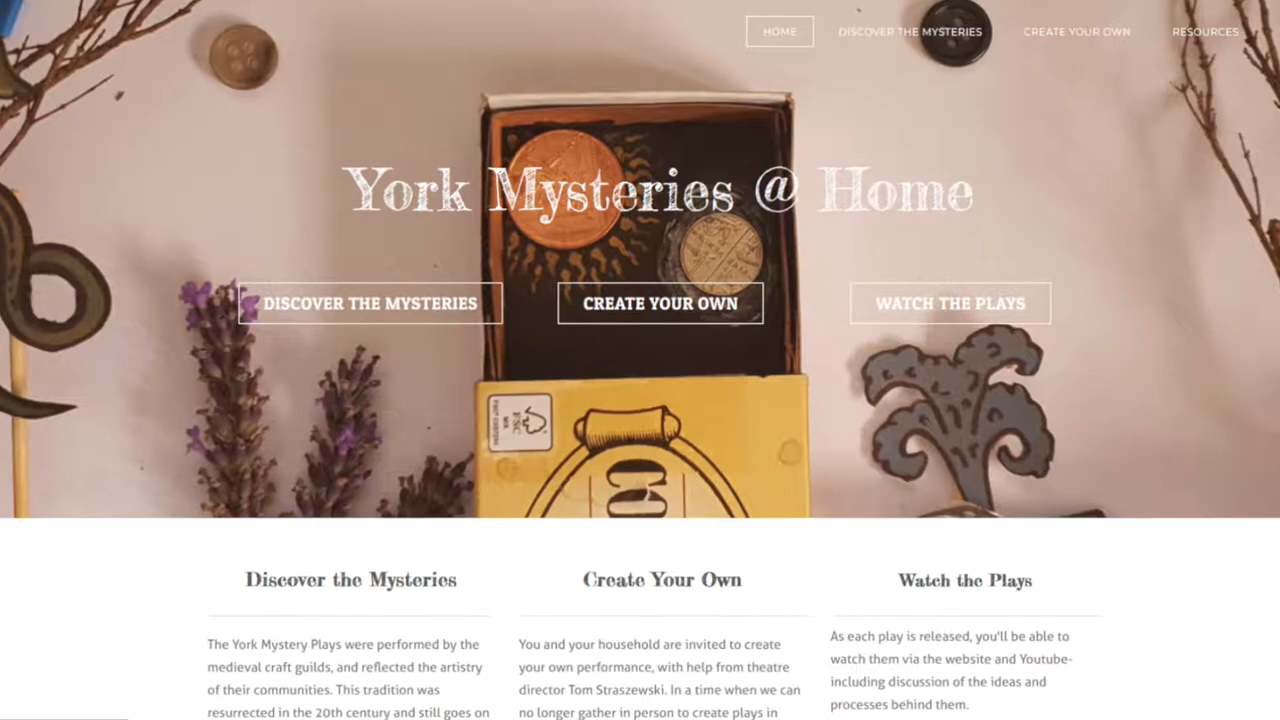 HOME DISCOVER THE MYSTERIES CREATE YOUR OWN RESOURCES
York Mysteries @ Home
DISCOVER THE MYSTERIES CREATE YOUR OWN WATCH THE PLAYS
FSC
MIX
CO
Discover the Mysteries
The York Mystery Plays were performed by the
medieval craft guilds, and reflected the artistry
of their communities. This tradition was
resurrected in the 20th century and still goes on
Create Your Own
You and your household are invited to create
your own performance, with help from theatre
director Tom Straszewski. In a time when we can
no longer gather in person to create plays in
Watch the Plays
As each play is released, you'll be able to
watch them via the website and Youtube-
including discussion of the ideas and
processes behind them.